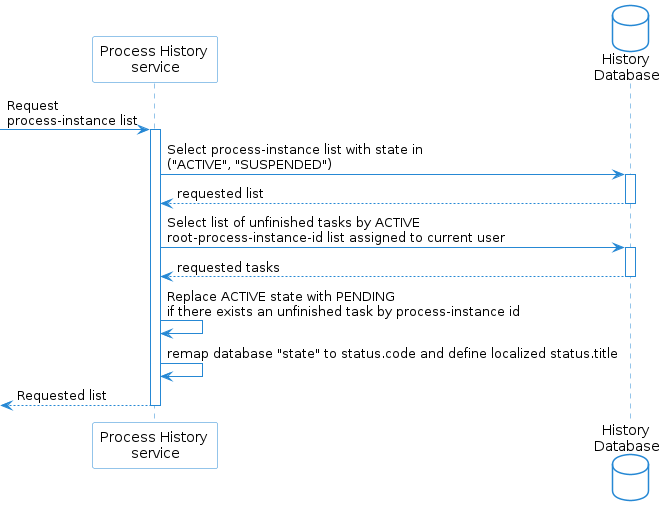 History
Database
Process History
service
Request
process-instance list
Select process-instance list with state in
("ACTIVE", "SUSPENDED")
requested list
Select list of unfinished tasks by ACTIVE
root-process-instance-id list assigned to current user
requested tasks
Replace ACTIVE state with PENDING
if there exists an unfinished task by process-instance id
remap database "state" to status.code and define localized status.title
Requested list
Process History
service
History
Database